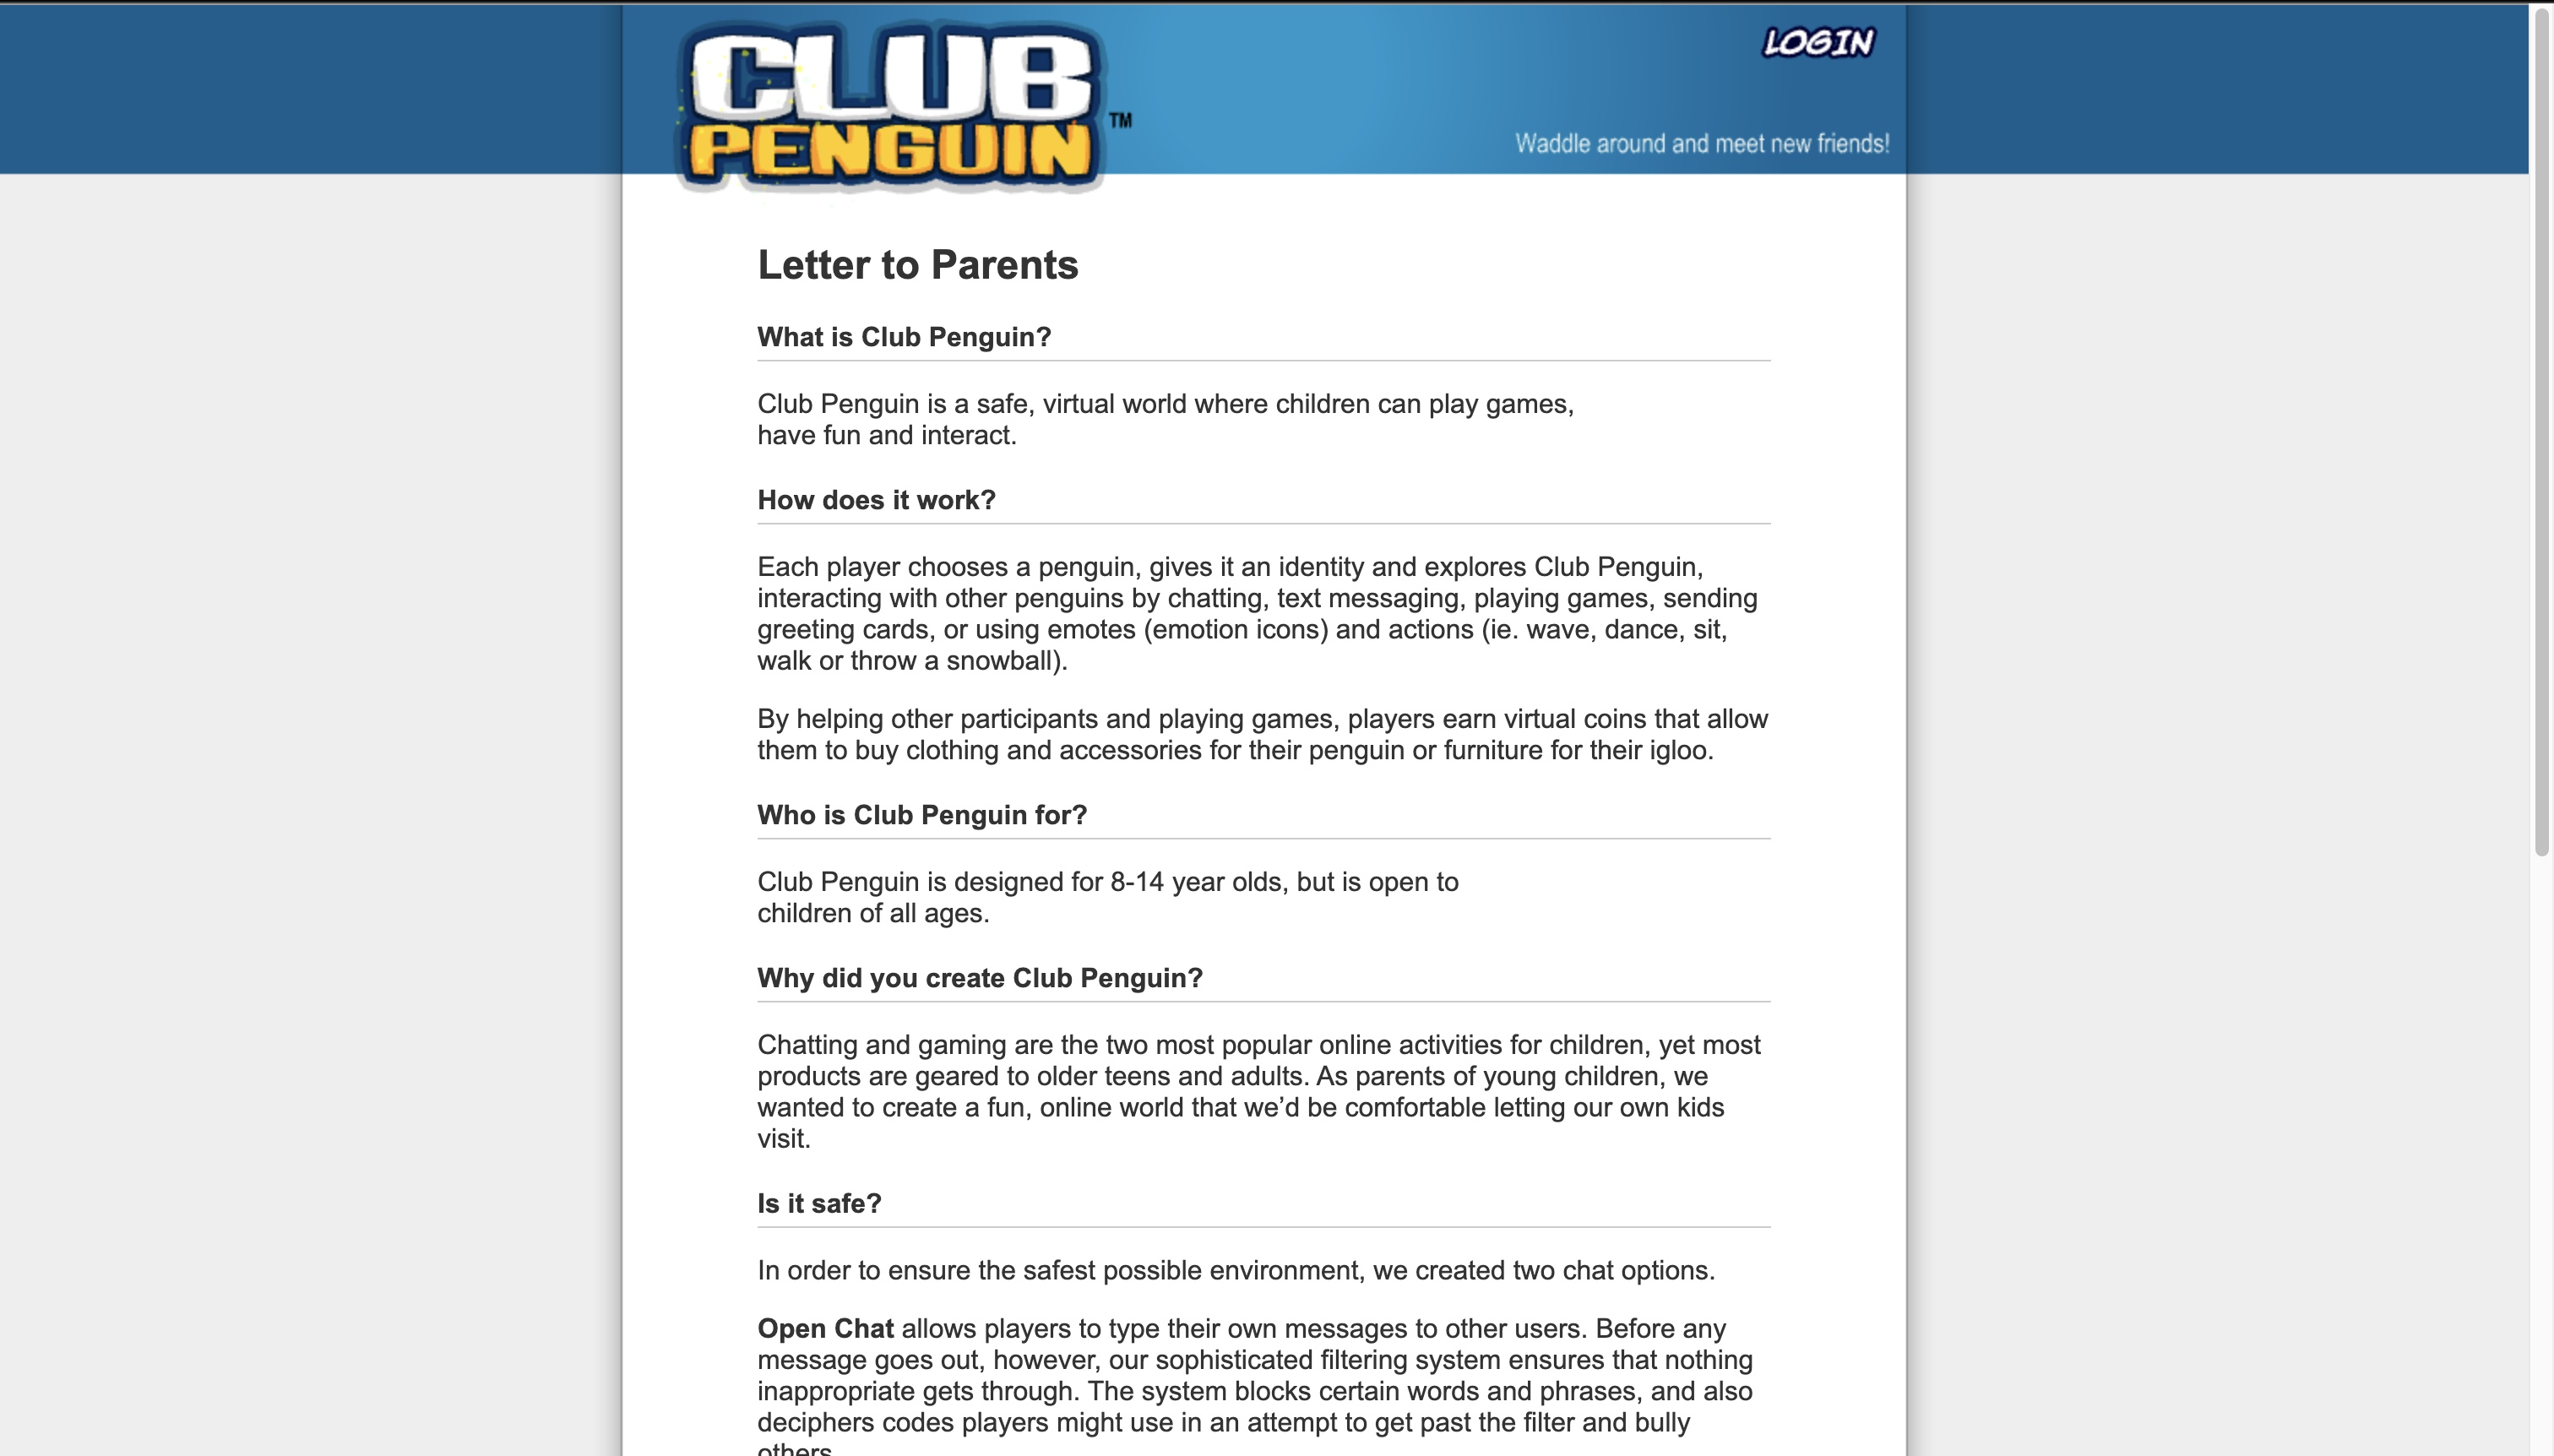 CLUB
PENGUIN
TM
LOGIN
Waddle around and meet new friends!
Letter to Parents
What is Club Penguin?
Club Penguin is a safe, virtual world where children can play games,
have fun and interact.
How does it work?
Each player chooses a penguin, gives it an identity and explores Club Penguin,
interacting with other penguins by chatting, text messaging, playing games, sending
greeting cards, or using emotes (emotion icons) and actions (ie. wave, dance, sit,
walk or throw a snowball).
By helping other participants and playing games, players earn virtual coins that allow
them to buy clothing and accessories for their penguin or furniture for their igloo.
Who is Club Penguin for?
Club Penguin is designed for 8-14 year olds, but is open to
children of all ages.
Why did you create Club Penguin?
Chatting and gaming are the two most popular online activities for children, yet most
products are geared to older teens and adults. As parents of young children, we
wanted to create a fun, online world that we’d be comfortable letting our own kids
visit.
Is it safe?
In order to ensure the safest possible environment, we created two chat options.
Open Chat allows players to type their own messages to other users. Before any
message goes out, however, our sophisticated filtering system ensures that nothing
inappropriate gets through. The system blocks certain words and phrases, and also
deciphers codes players might use in an attempt to get past the filter and bully
others.